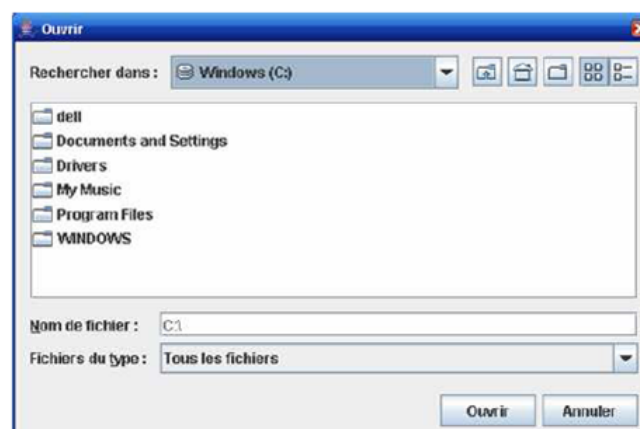 Ouvrir
Rechercher dans : Windows (C:)
dell
Documents and Settings
Drivers
My Music
Program Files
WINDOWS
Nom de fichier : C:\
Fichiers du type : Tous les fichiers
Ouvrir Annuler